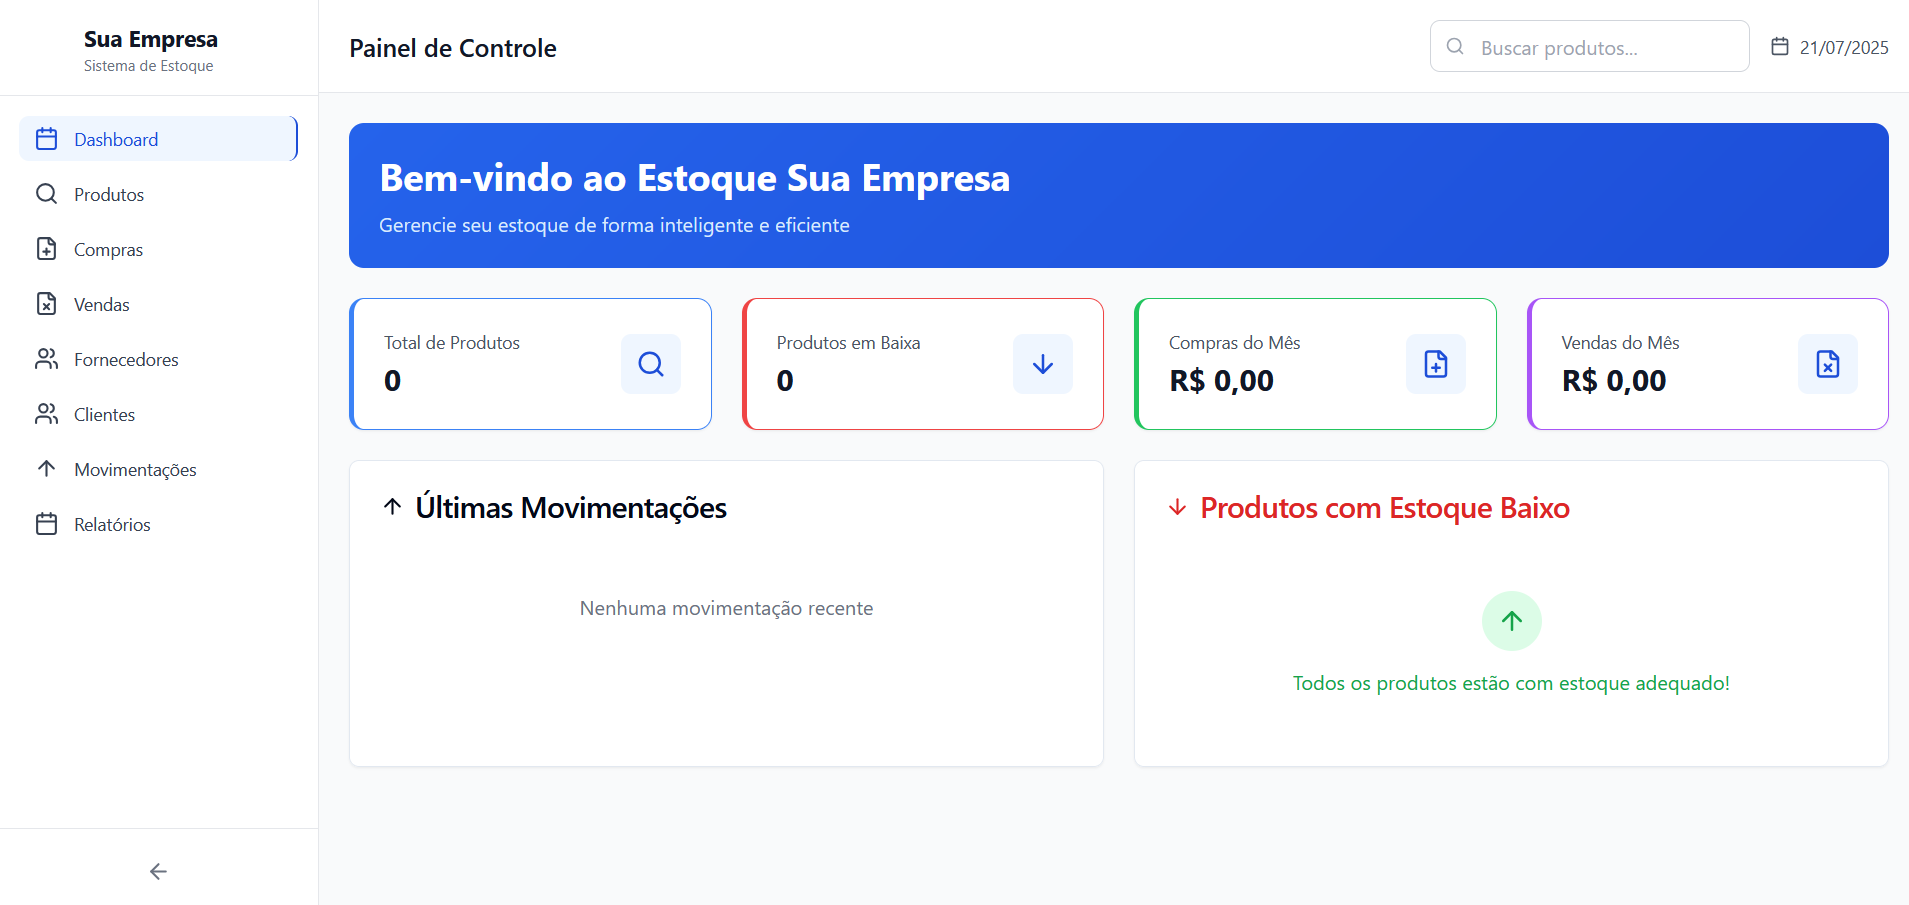 Sua Empresa
Sistema de Estoque
Dashboard
Produtos
Compras
Vendas
Fornecedores
Clientes
Movimentações
Relatórios
Painel de Controle
Buscar produtos...
21/07/2025
Bem-vindo ao Estoque Sua Empresa
Gerencie seu estoque de forma inteligente e eficiente
Total de Produtos
0
Produtos em Baixa
0
Compras do Mês
R$ 0,00
Vendas do Mês
R$ 0,00
Últimas Movimentações
Nenhuma movimentação recente
Produtos com Estoque Baixo
Todos os produtos estão com estoque adequado!